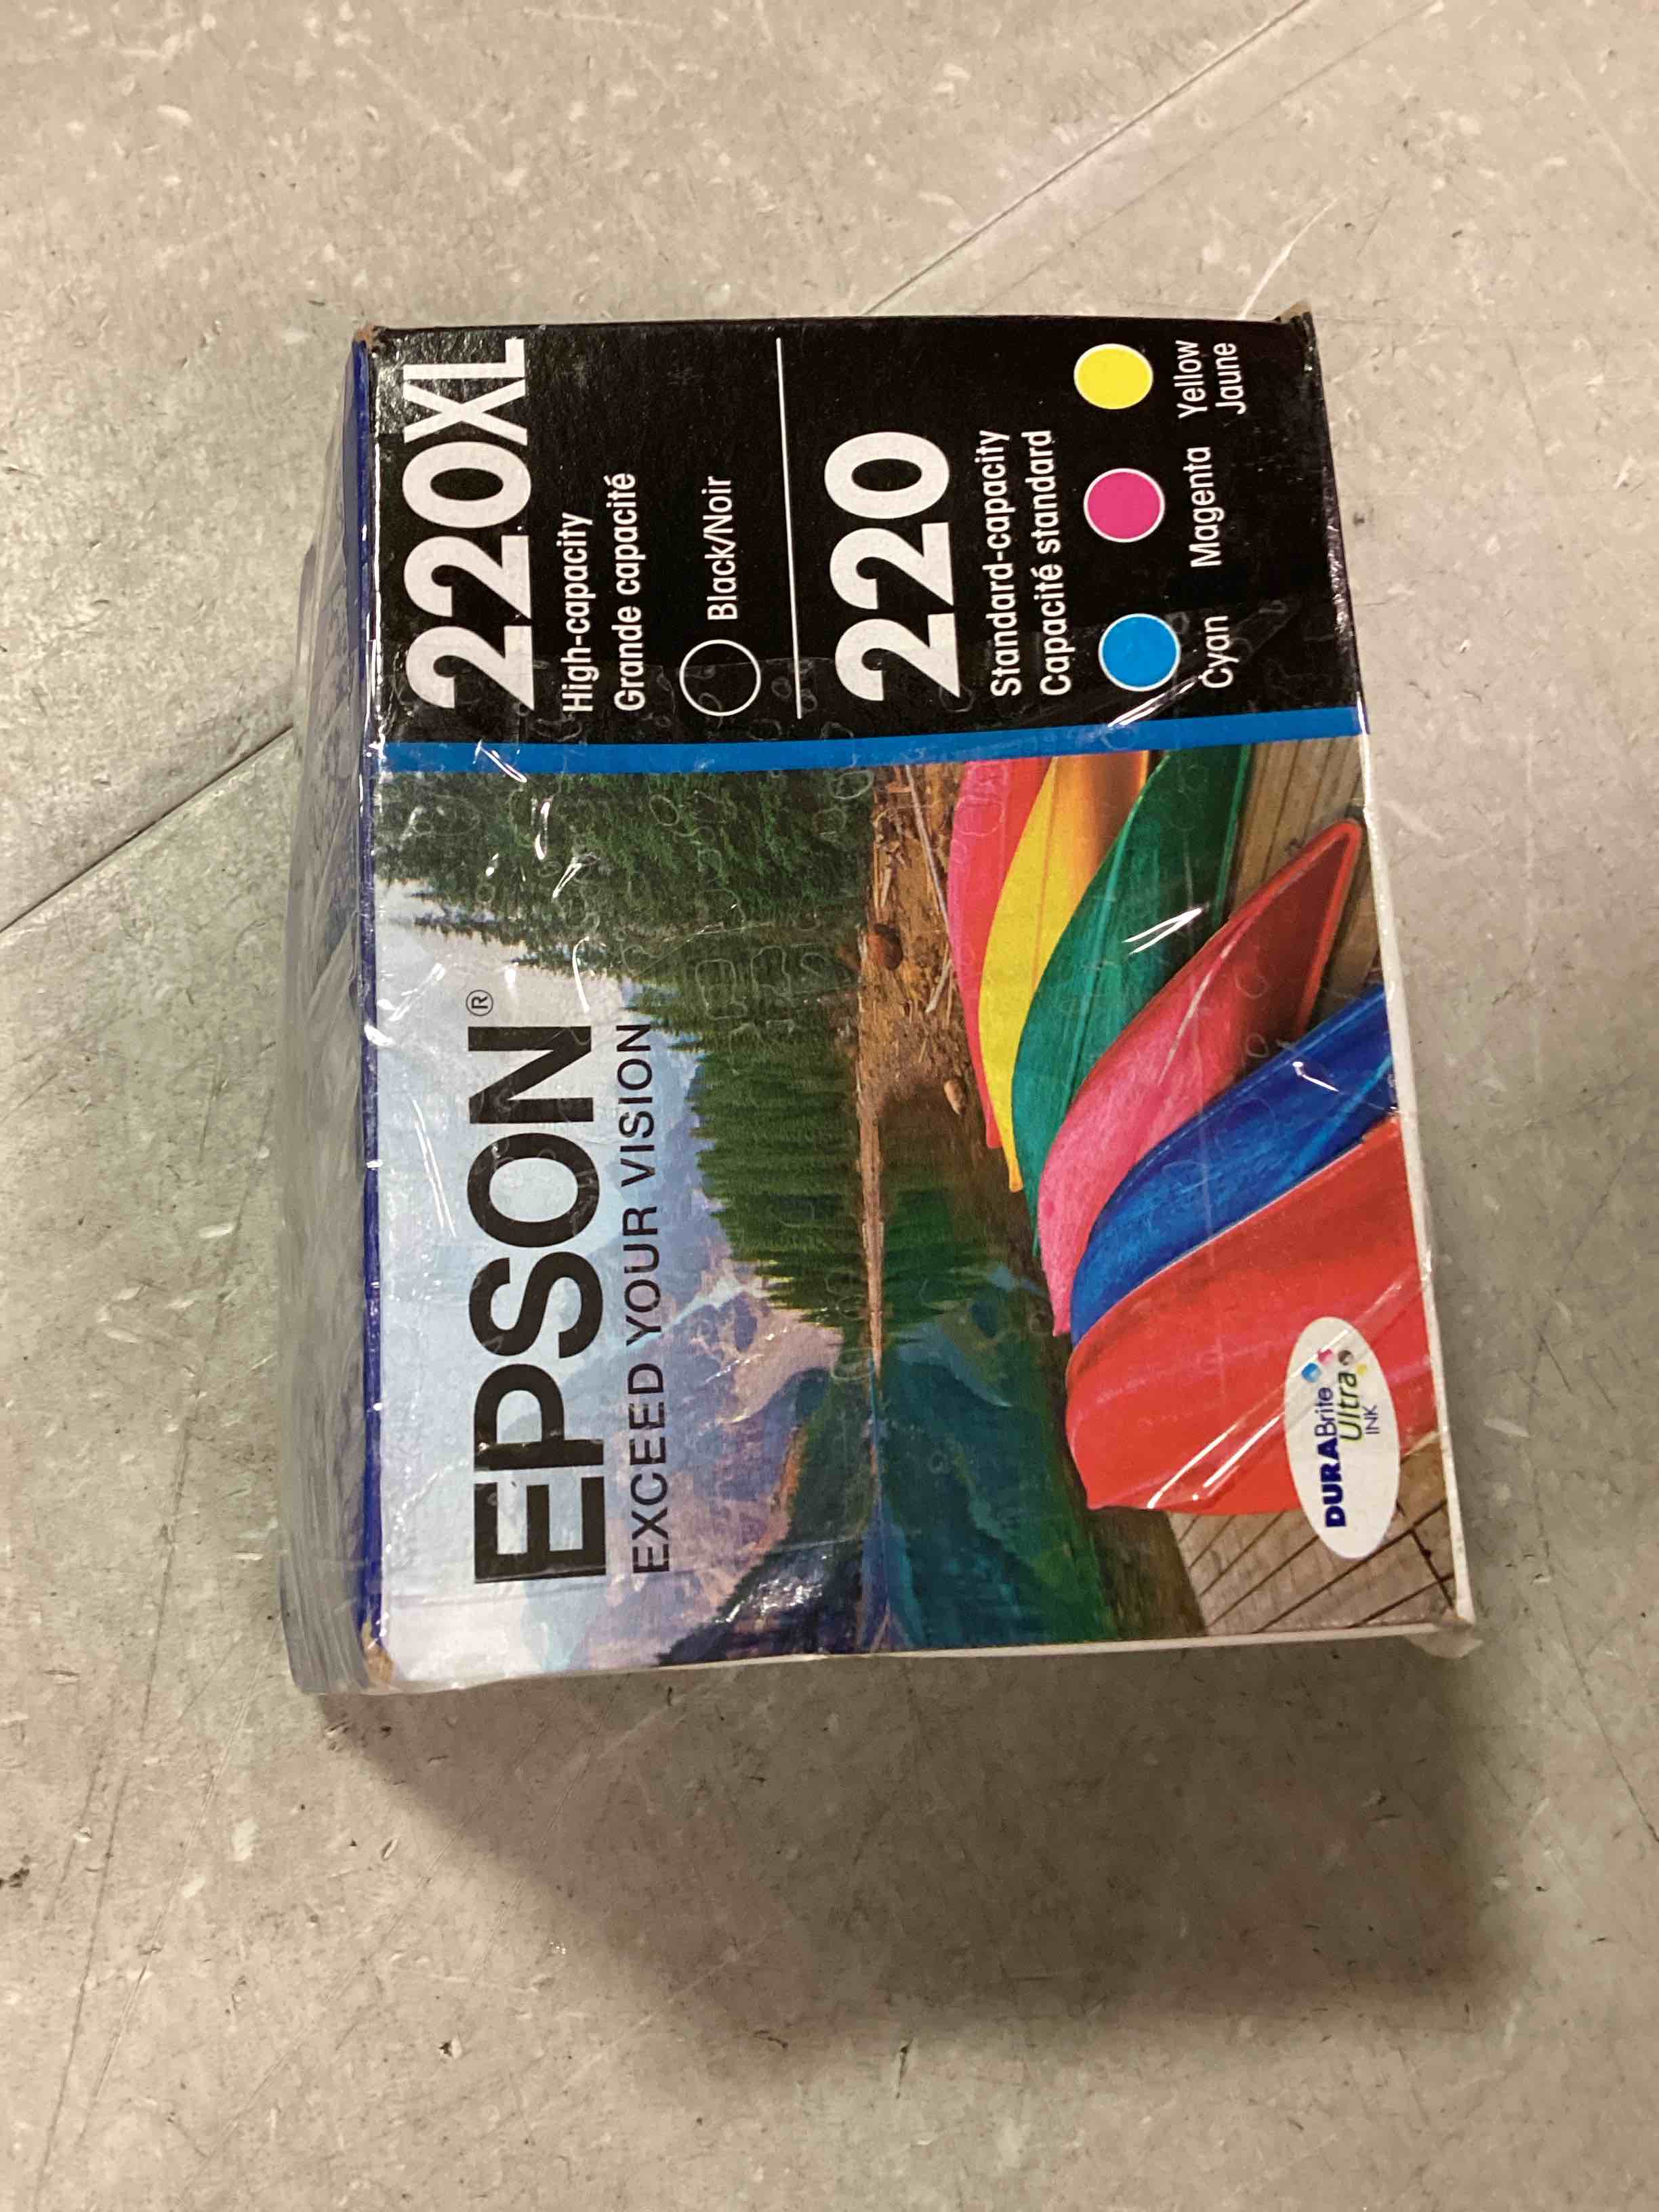 EPSON®
EXCEED YOUR VISION
DURABrite
Ultra
INK
220XL
High-capacity
Grande capacité
Black/Noir
220
Standard-capacity
Capacité standard
Cyan Magenta Yellow
Jaune